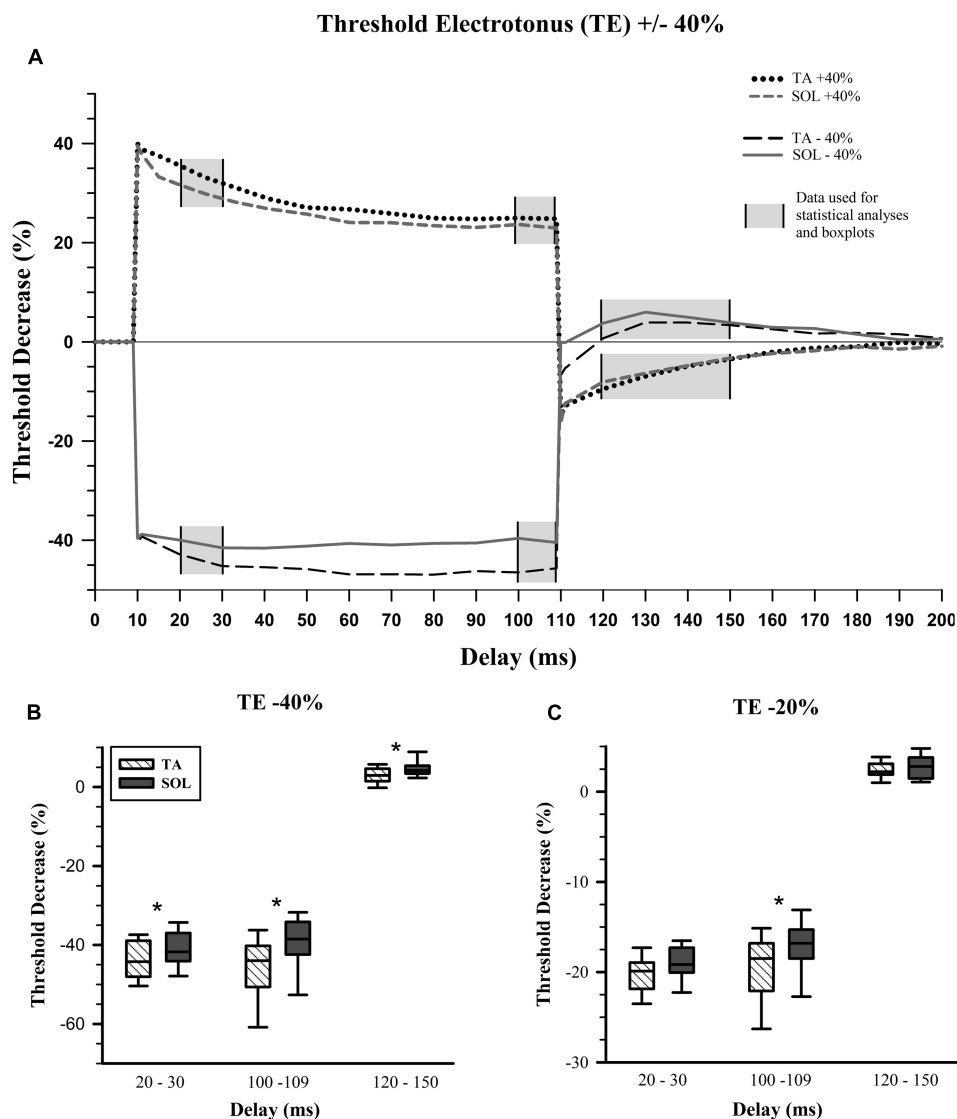 Threshold Electrotonus (TE) +/- 40%
A
TA +40%
SOL +40%
TA - 40%
SOL - 40%
Data used for
statistical analyses
and boxplots
Threshold Decrease (%)
40
20
0
-20
-40
0 10 20 30 40 50 60 70 80 90 100 110 120 130 140 150 160 170 180 190 200
Delay (ms)
B
TE -40%
TA
SOL
Threshold Decrease (%)
0
-20
-40
-60
* * *
20 - 30 100 -109 120 - 150
Delay (ms)
C
TE -20%
Threshold Decrease (%)
0
-10
-20
-30
*
20 - 30 100 -109 120 - 150
Delay (ms)